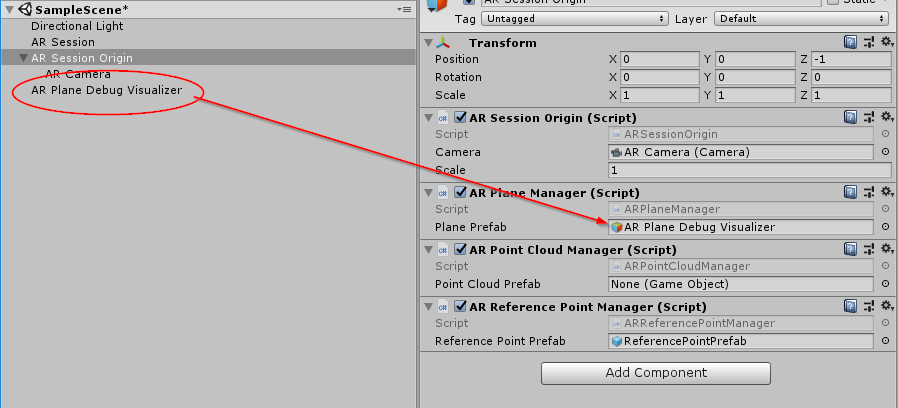 SampleScene*
Directional Light
AR Session
AR Session Origin
AR Camera
AR Plane Debug Visualizer
AR Session Origin
Static
Tag Untagged Layer Default
Transform
Position X 0 Y 0 Z -1
Rotation X 0 Y 0 Z 0
Scale X 1 Y 1 Z 1
AR Session Origin (Script)
Script ARSessionOrigin
Camera AR Camera (Camera)
Scale 1
AR Plane Manager (Script)
Script ARPlaneManager
Plane Prefab AR Plane Debug Visualizer
AR Point Cloud Manager (Script)
Script ARPointCloudManager
Point Cloud Prefab None (Game Object)
AR Reference Point Manager (Script)
Script ARReferencePointManager
Reference Point Prefab ReferencePointPrefab
Add Component